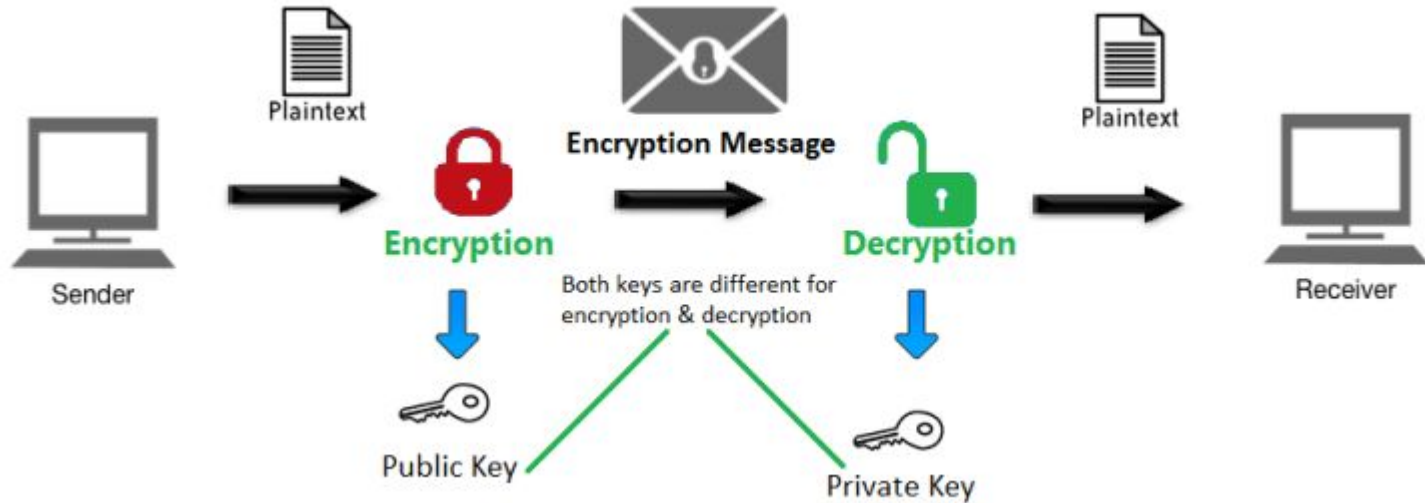 Plaintext
Encryption Message
Plaintext
Encryption
Decryption
Sender
Both keys are different for
encryption & decryption
Receiver
Public Key
Private Key